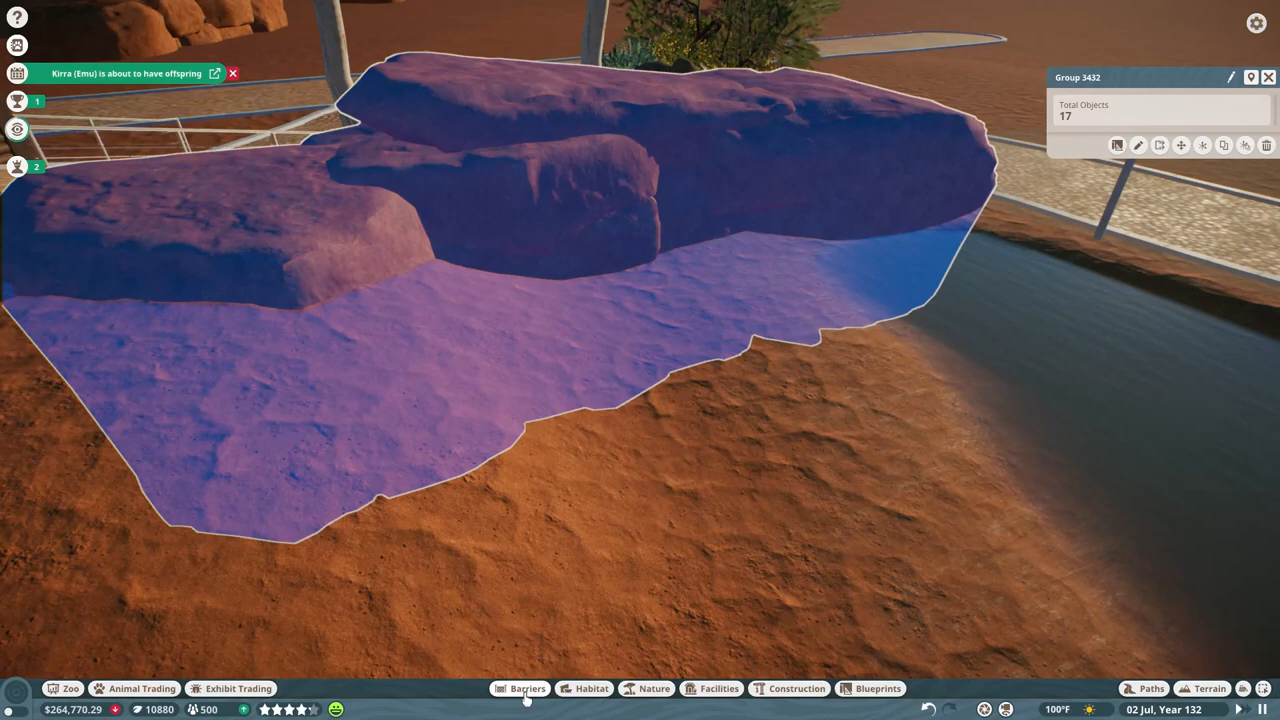 ?
Kirra (Emu) is about to have offspring
1
2
Group 3432
Total Objects
17
Zoo
Animal Trading
Exhibit Trading
Barriers
Habitat
Nature
Facilities
Construction
Blueprints
Paths
Terrain
$264,770.29
10880
500
100°F
02 Jul, Year 132